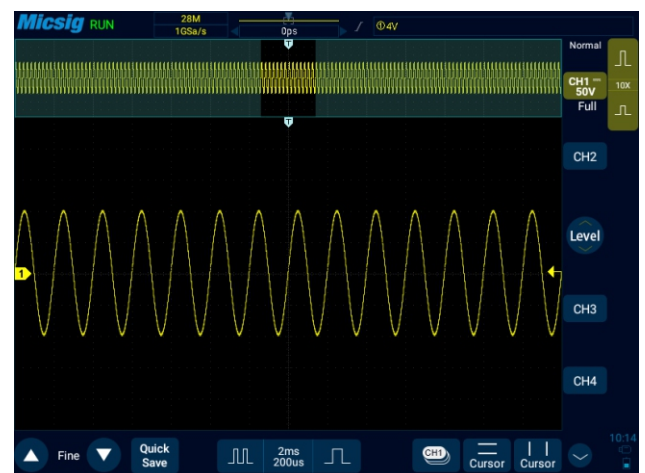 Micsig RUN
28M
1GSa/s
T
0ps
①4V
T
Normal
CH1
50V
10X
Full
T
CH2
1
Level
CH3
CH4
Fine
Quick
Save
2ms
200us
CH1
Cursor
Cursor
10:14